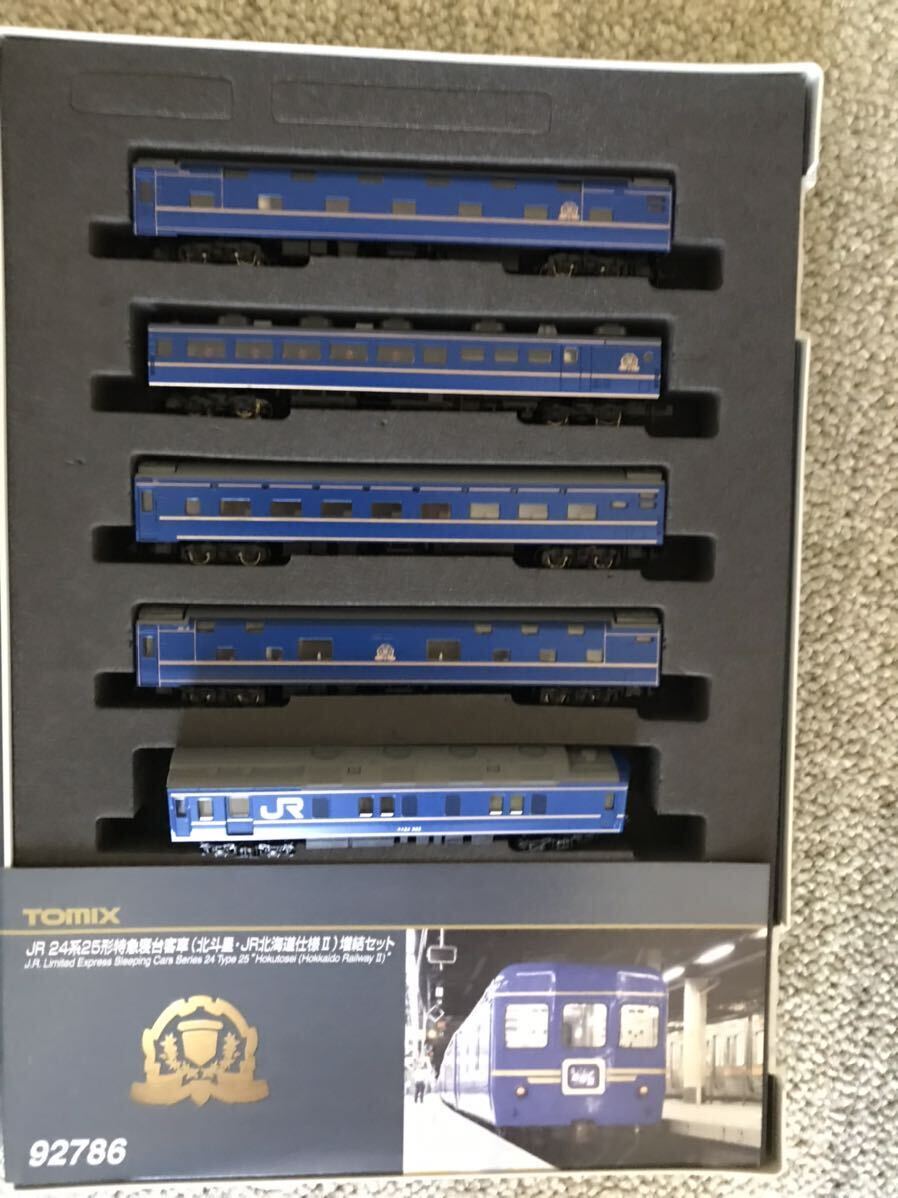 JR
TOMIX
JR 24系25形特急寝台客車(北斗星・JR北海道仕様Ⅱ)増結セット
J.R. Limited Express Sleeping Cars Series 24 Type 25 "Hokutosei (Hokkaido Railway II)"
92786